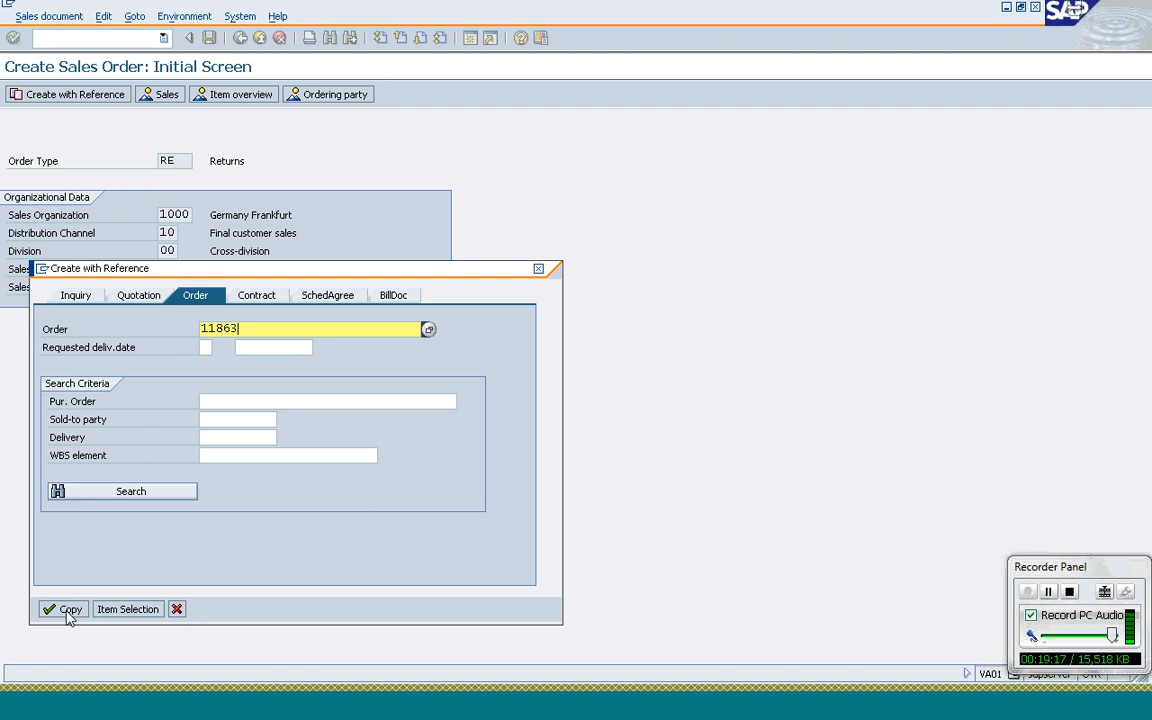 Sales document Edit Goto Environment System Help
SAP
Create Sales Order: Initial Screen
Create with Reference Sales Item overview Ordering party
Order Type RE Returns
Organizational Data
Sales Organization 1000 Germany Frankfurt
Distribution Channel 10 Final customer sales
Division 00 Cross-division
Sales
Sales
Create with Reference
Inquiry Quotation Order Contract SchedAgree BillDoc
Order 11863
Requested deliv.date
Search Criteria
Pur. Order
Sold-to party
Delivery
WBS element
Search
Copy Item Selection
Recorder Panel
Record PC Audio
00:19:17 / 15,518 KB
VA01